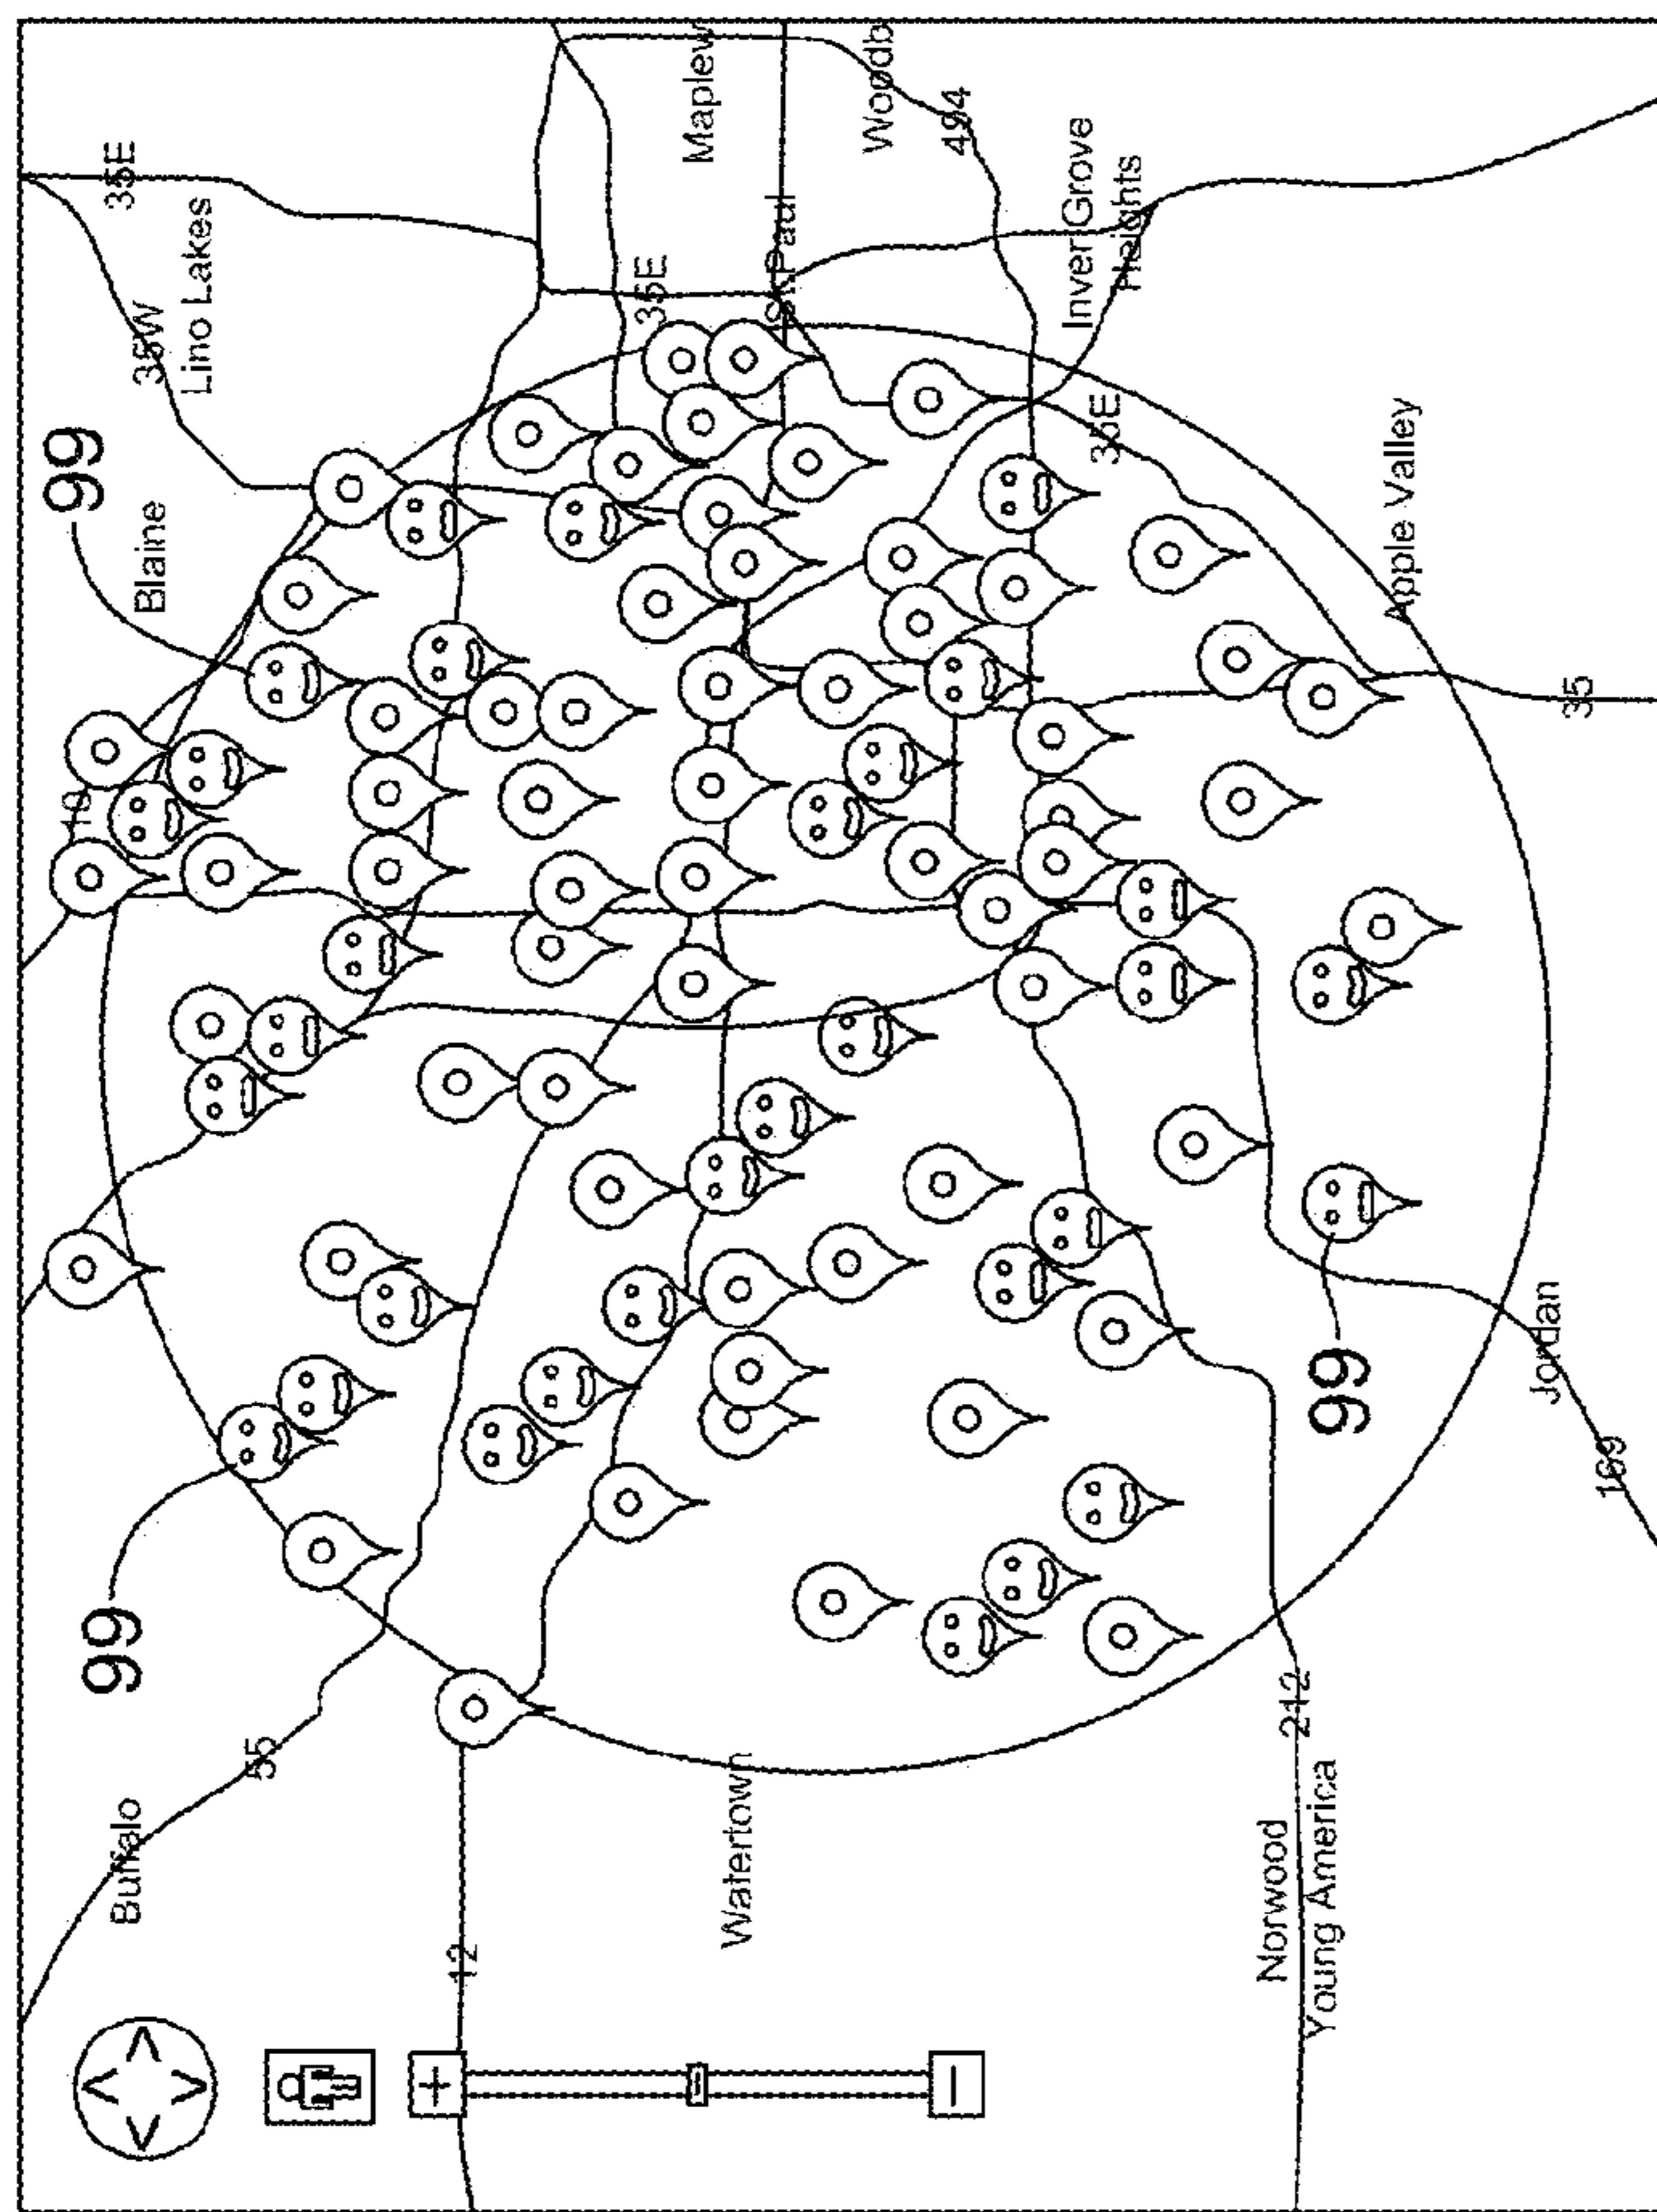 10
99
99
Buffalo
Blaine
35W
35E
Lino Lakes
55
12
35E
Maplew
Watertown
St Paul
Woodb
494
Inver Grove
Heights
35E
Norwood
Young America
212
99
Apple Valley
Jordan
35
169